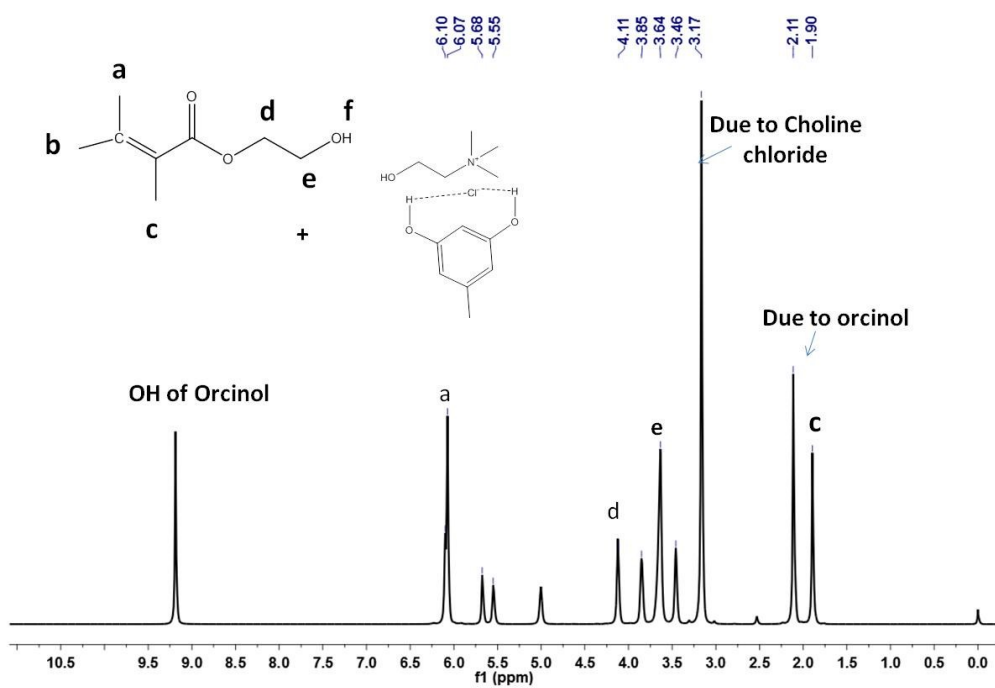 6.10
6.07
5.68
5.55
4.11
3.85
3.64
3.46
3.17
2.11
1.90
a
b
c
C
O
O
d
f
OH
e
+
HO
N+
H
Cl-
H
O
O
Due to Choline
chloride
Due to orcinol
OH of Orcinol
a
d
e
c
10.5 10.0 9.5 9.0 8.5 8.0 7.5 7.0 6.5 6.0 5.5 5.0 4.5 4.0 3.5 3.0 2.5 2.0 1.5 1.0 0.5 0.0
f1 (ppm)